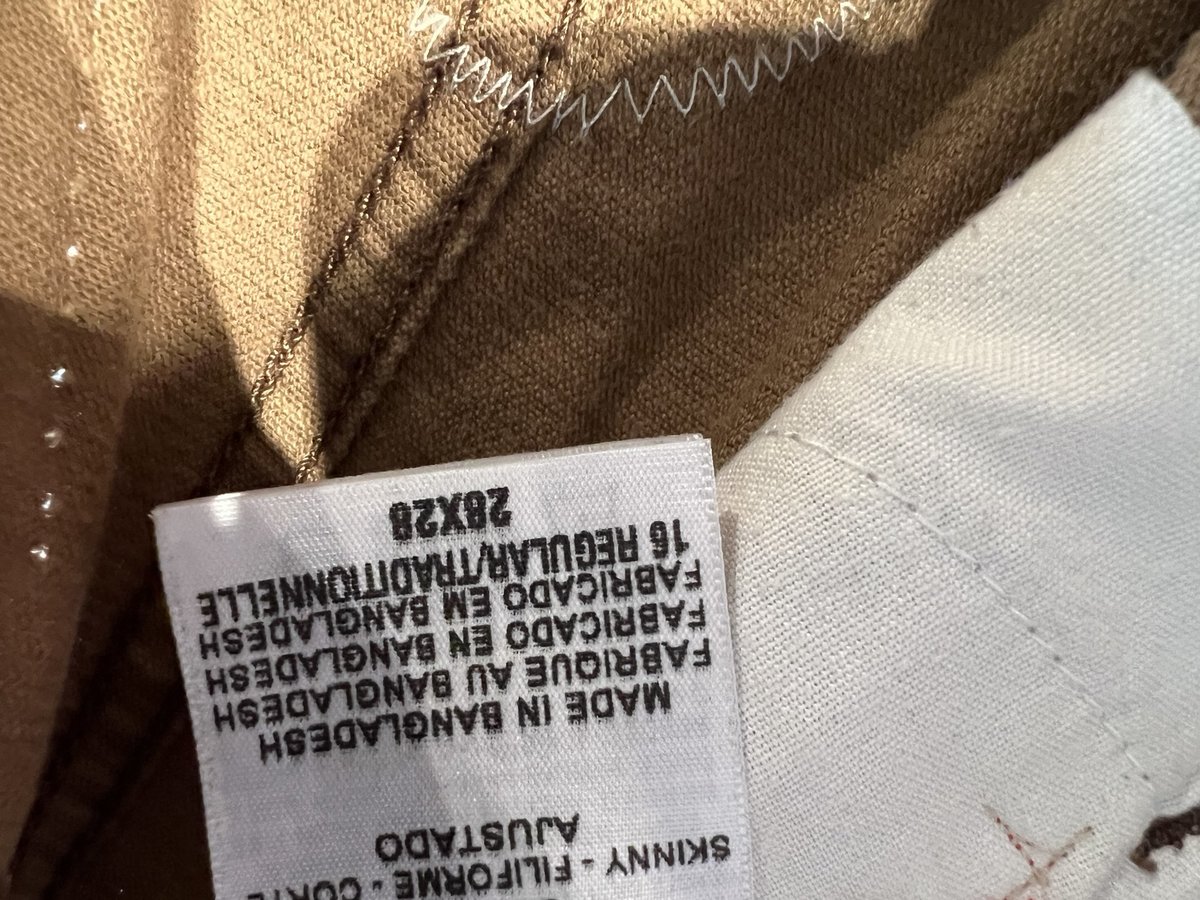 SKINNY - FILIFORME - CORTE
AJUSTADO
MADE IN BANGLADESH
FABRIQUE AU BANGLADESH
FABRICADO EN BANGLADESH
FABRICADO EM BANGLADESH
16 REGULAR/TRADITIONNELLE
28X28